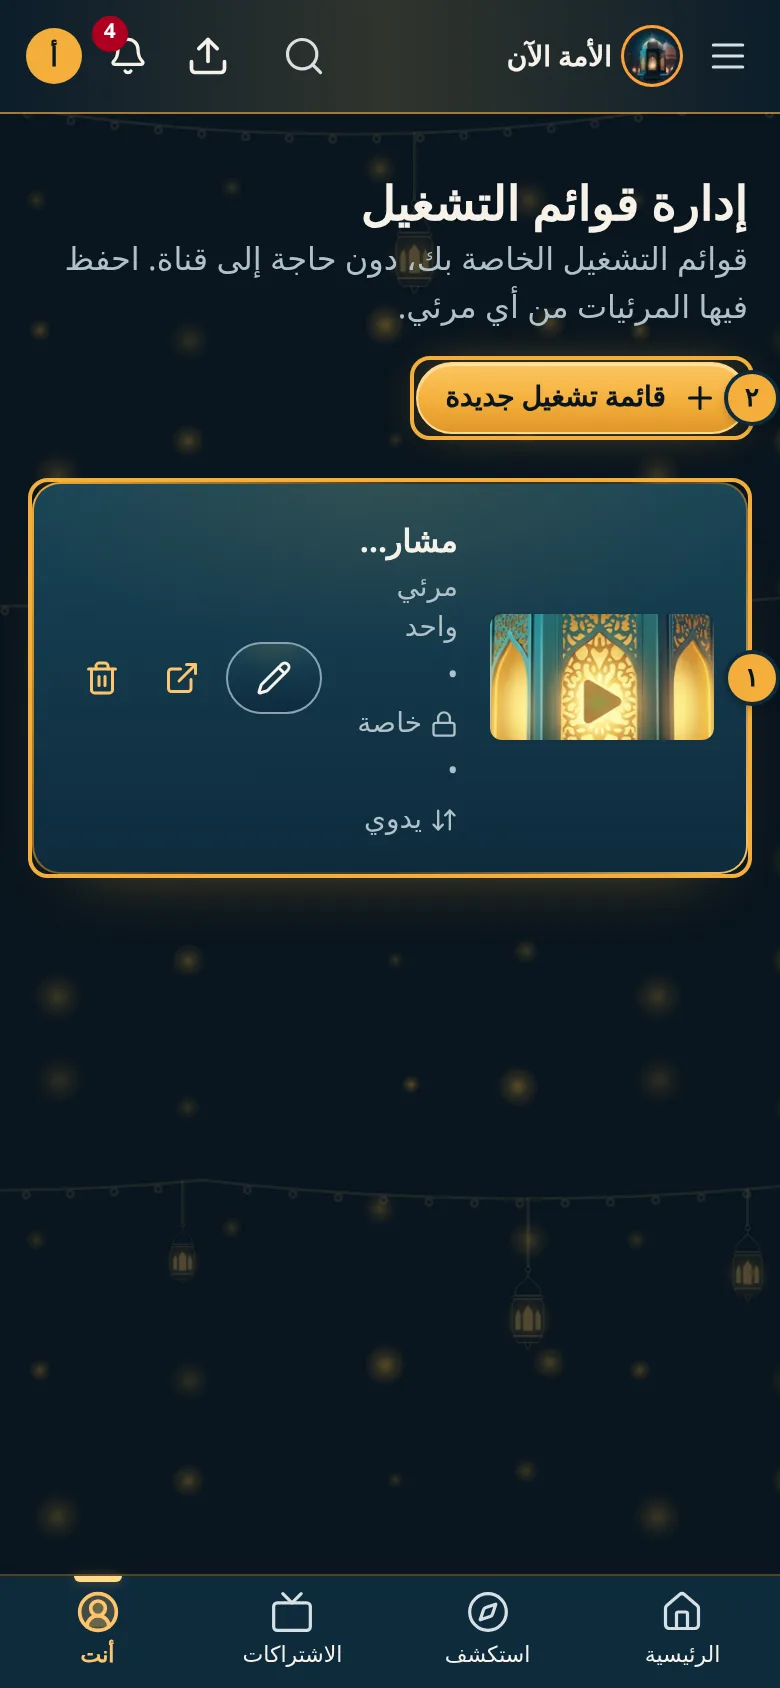 الأمة الآن
4
أ
إدارة قوائم التشغيل
قوائم التشغيل الخاصة بك، دون حاجة إلى قناة. احفظ
فيها المرئيات من أي مرئي.
قائمة تشغيل جديدة
٢
مشار...
مرئي
واحد
•
خاصة
•
يدوي
١
الرئيسية
استكشف
الاشتراكات
أنت